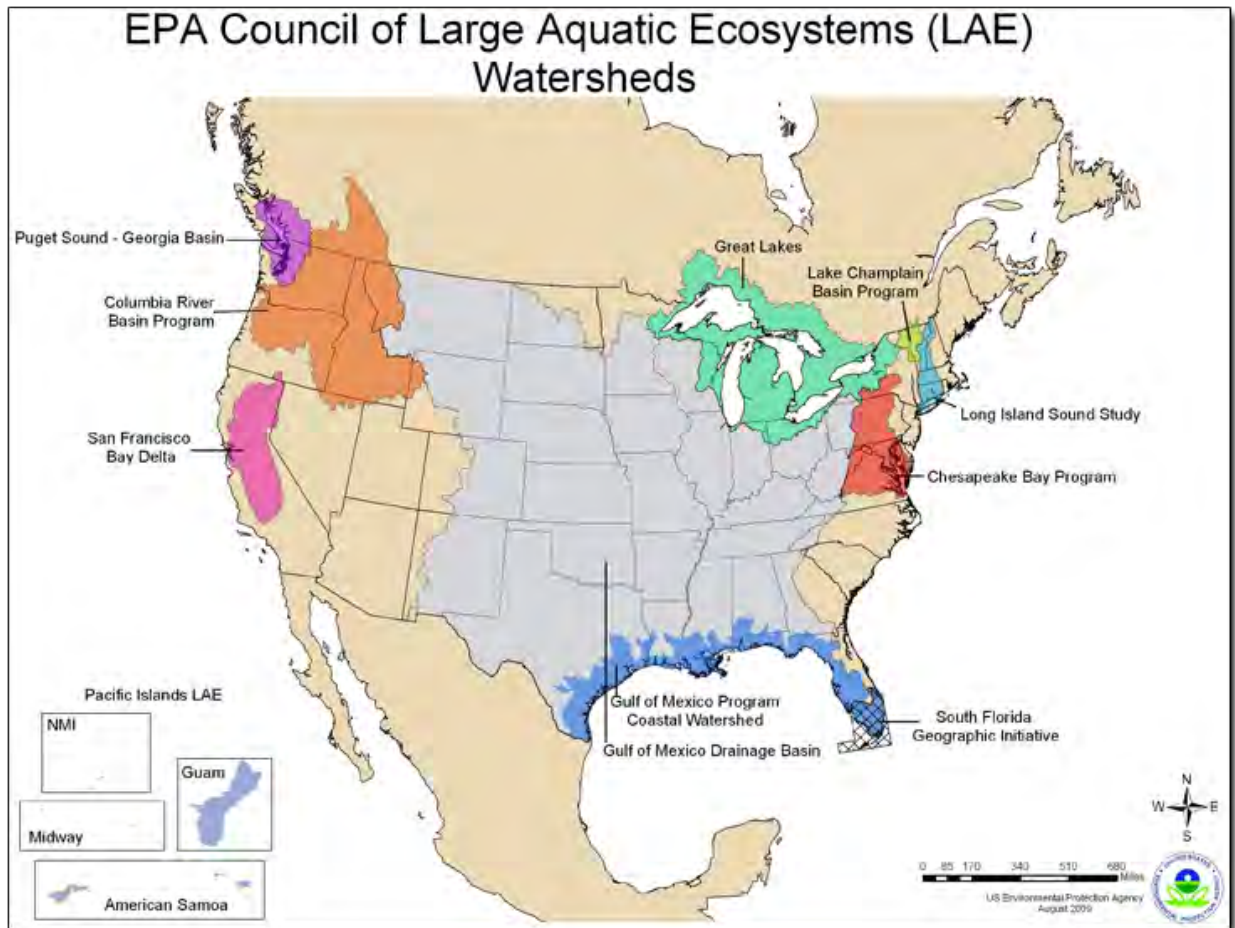 EPA Council of Large Aquatic Ecosystems (LAE)
Watersheds
Puget Sound - Georgia Basin
Great Lakes
Lake Champlain
Basin Program
Columbia River
Basin Program
Long Island Sound Study
San Francisco
Bay Delta
Chesapeake Bay Program
Pacific Islands LAE
Gulf of Mexico Program
Coastal Watershed
South Florida
Geographic Initiative
Gulf of Mexico Drainage Basin
NMI
Guam
Midway
American Samoa
N
W E
S
0 85 170 340 510 680
Miles
US Environmental Protection Agency
August 2009